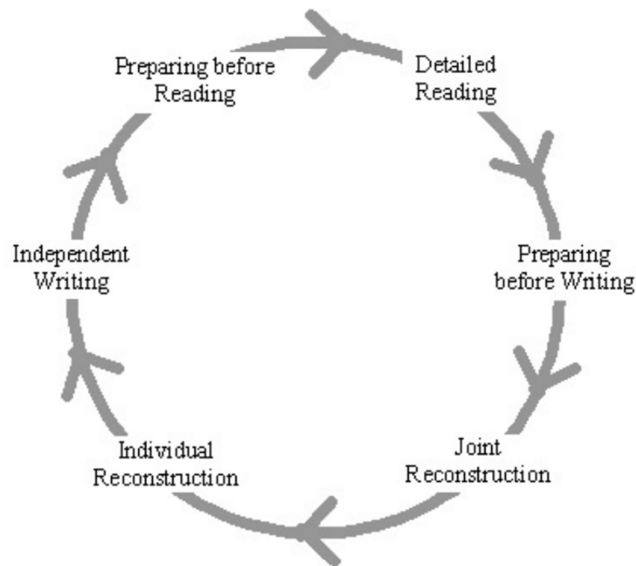 Preparing before
Reading
Detailed
Reading
Preparing
before Writing
Joint
Reconstruction
Individual
Reconstruction
Independent
Writing